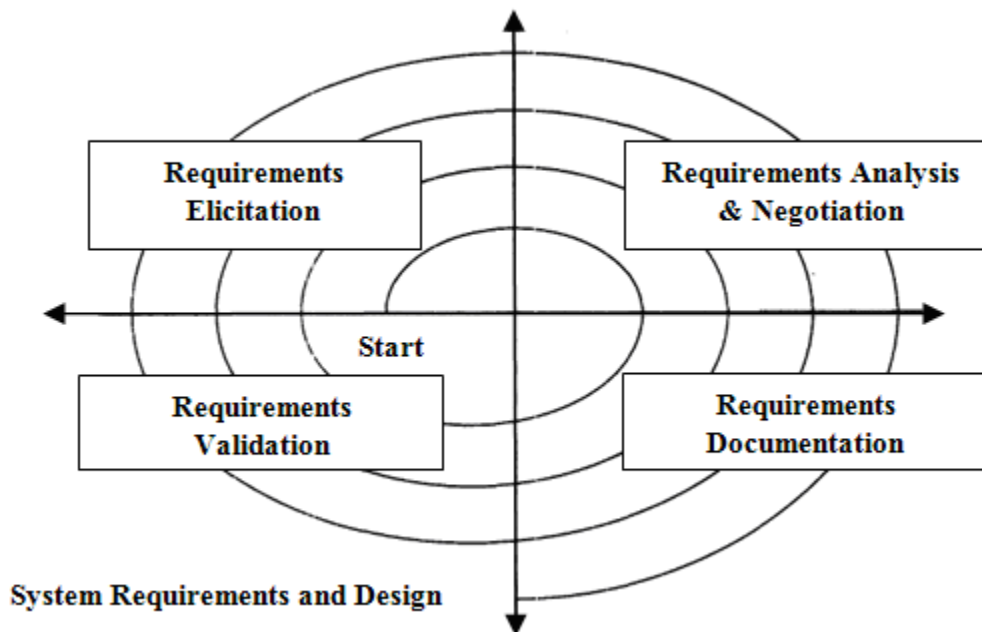 Requirements
Elicitation
Requirements Analysis
& Negotiation
Start
Requirements
Validation
Requirements
Documentation
System Requirements and Design